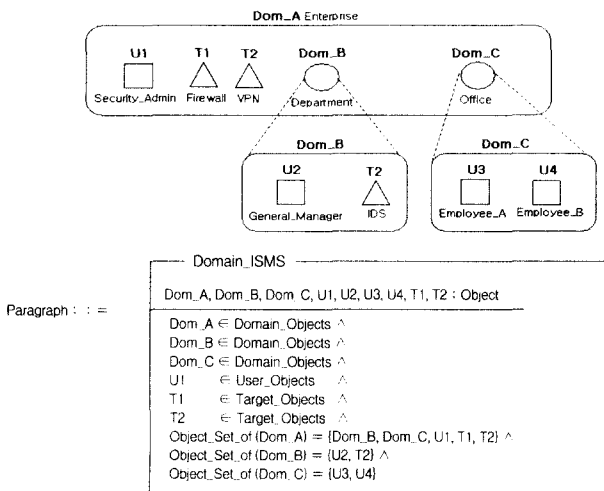 Dom_A Enterprise
U1 T1 T2 Dom_B Dom_C
Security_Admin Firewall VPN Department Office
Dom_B Dom_C
U2 T2 U3 U4
General_Manager IDS Employee_A Employee_B
Domain_ISMS
Dom_A, Dom_B, Dom_C, U1, U2, U3, U4, T1, T2 : Object
Paragraph : : =
Dom_A ∈ Domain_Objects ∧
Dom_B ∈ Domain_Objects ∧
Dom_C ∈ Domain_Objects ∧
U1 ∈ User_Objects ∧
T1 ∈ Target_Objects ∧
T2 ∈ Target_Objects ∧
Object_Set_of (Dom_A) = {Dom_B, Dom_C, U1, T1, T2} ∧
Object_Set_of (Dom_B) = {U2, T2} ∧
Object_Set_of (Dom_C) = {U3, U4}